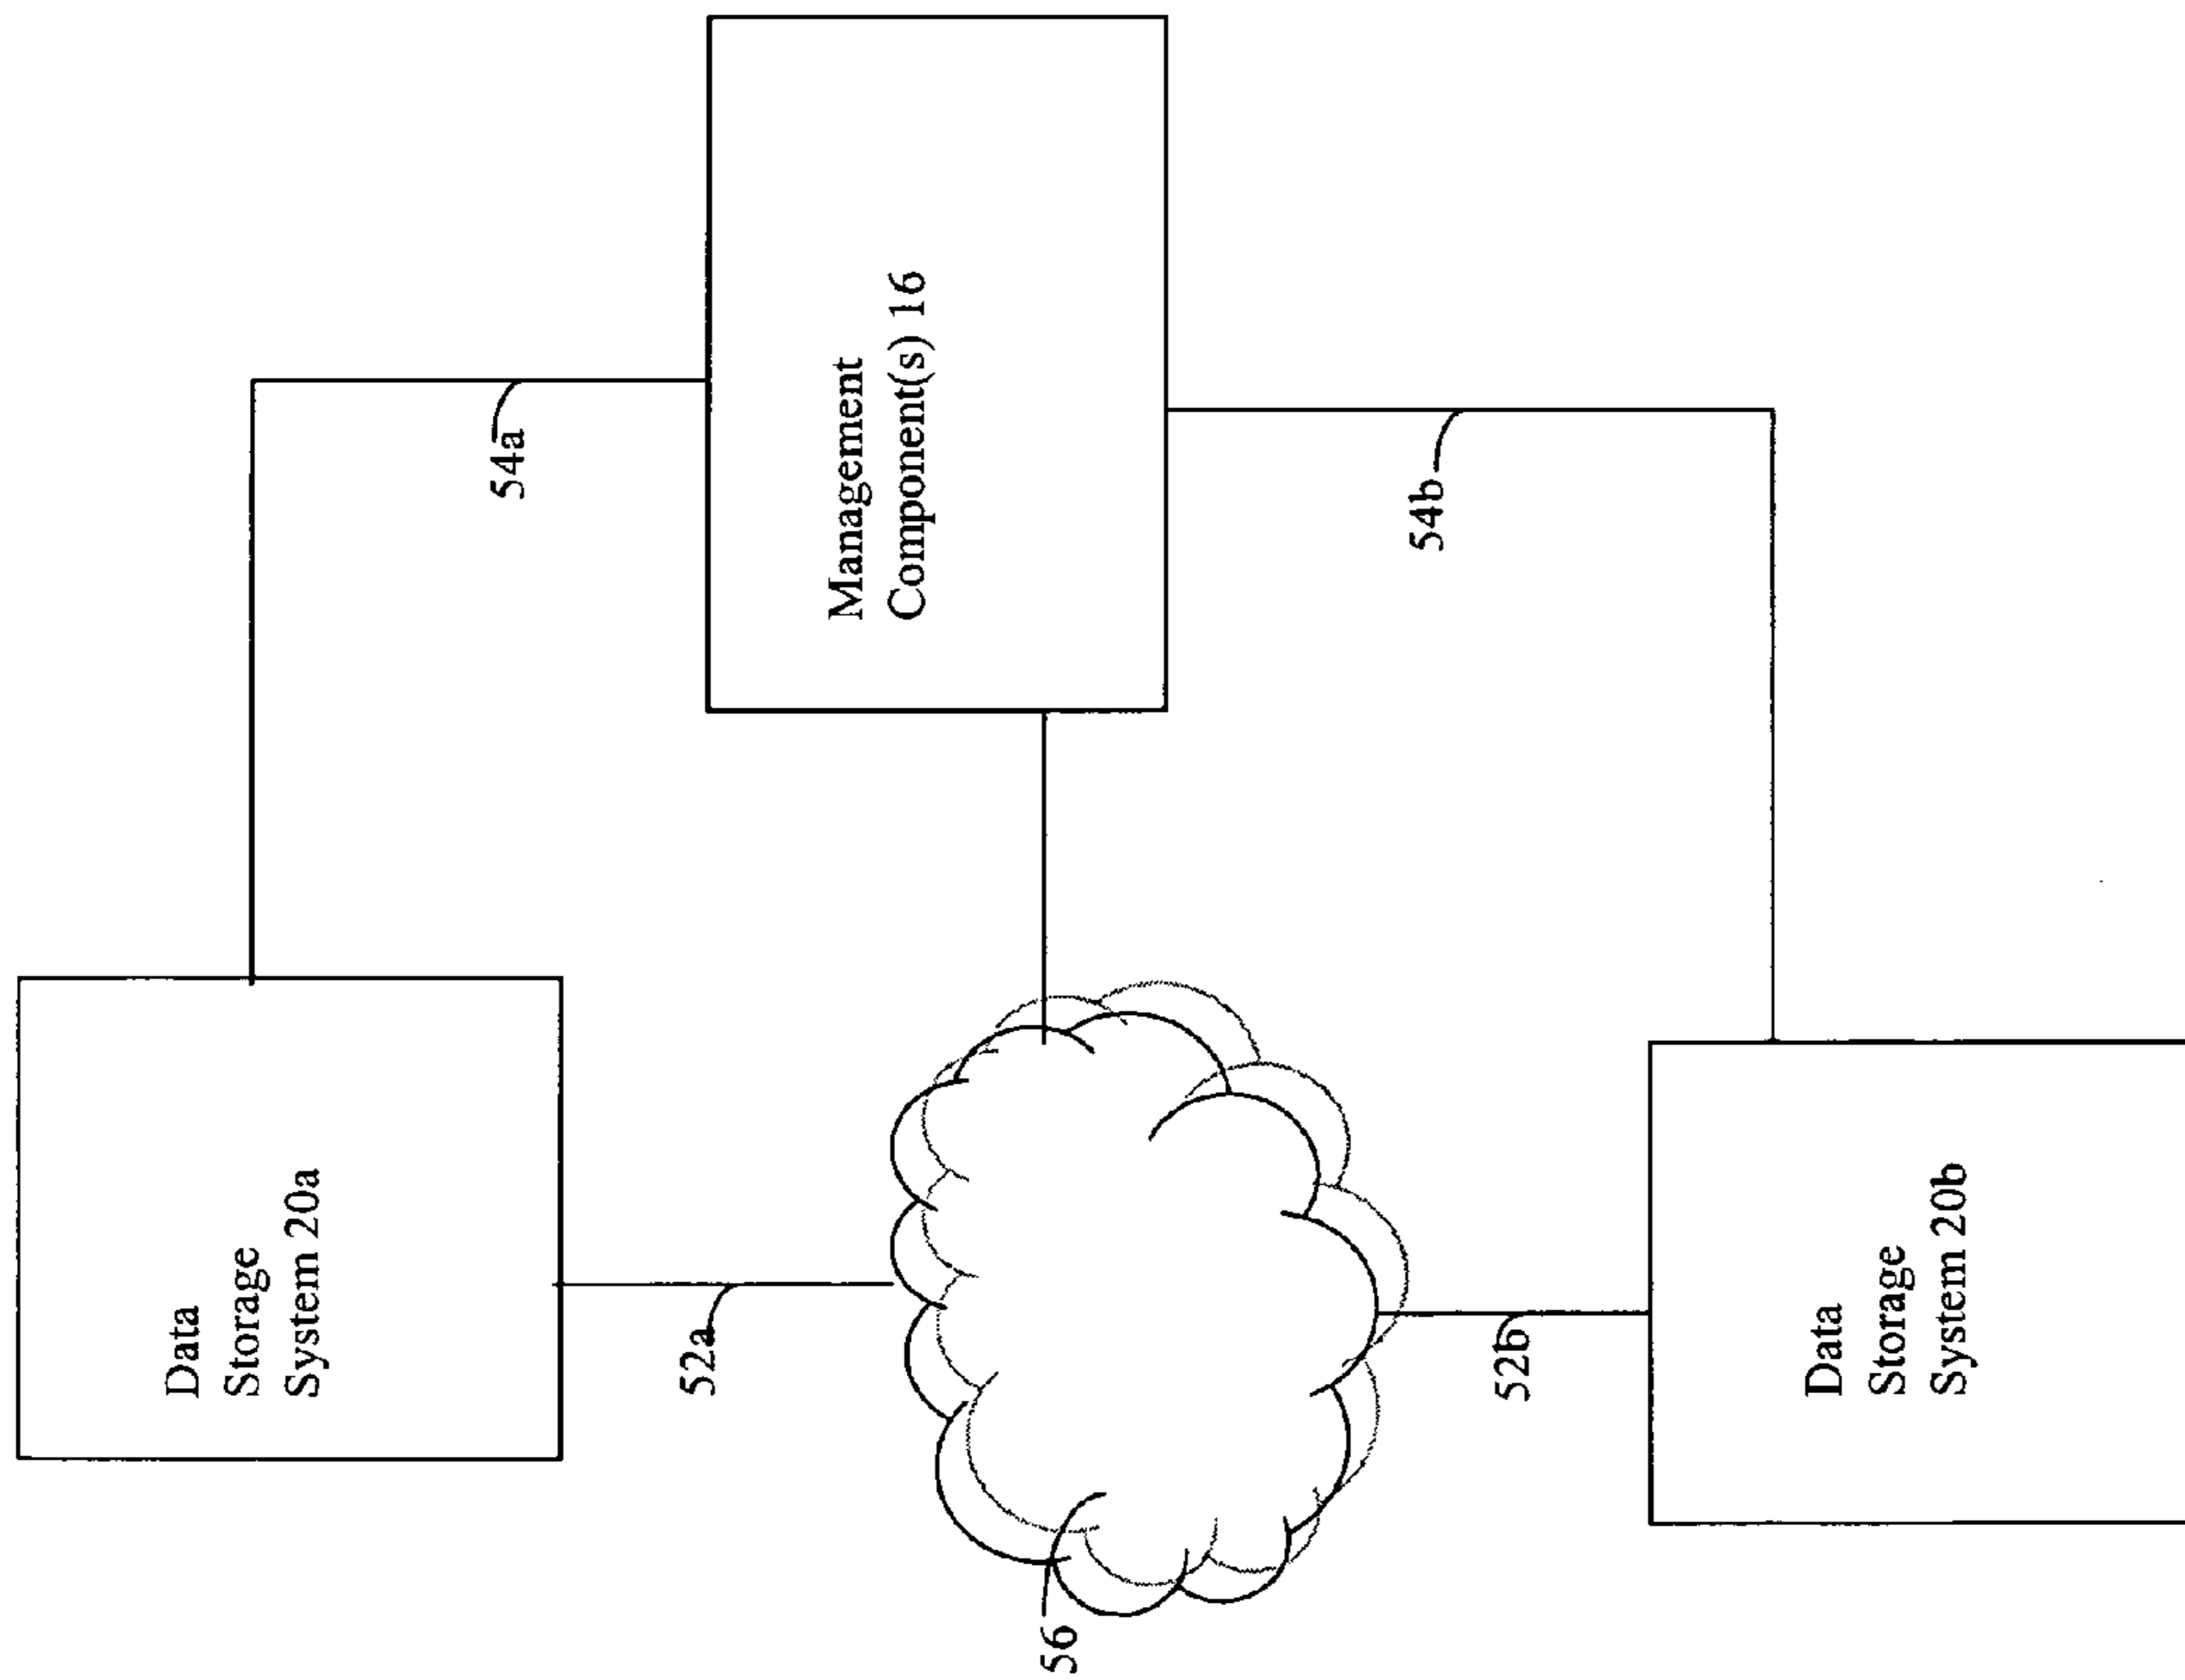 Data
Storage
System 20a
54a
Management
Component(s) 16
52a
54b
56
52b
Data
Storage
System 20b